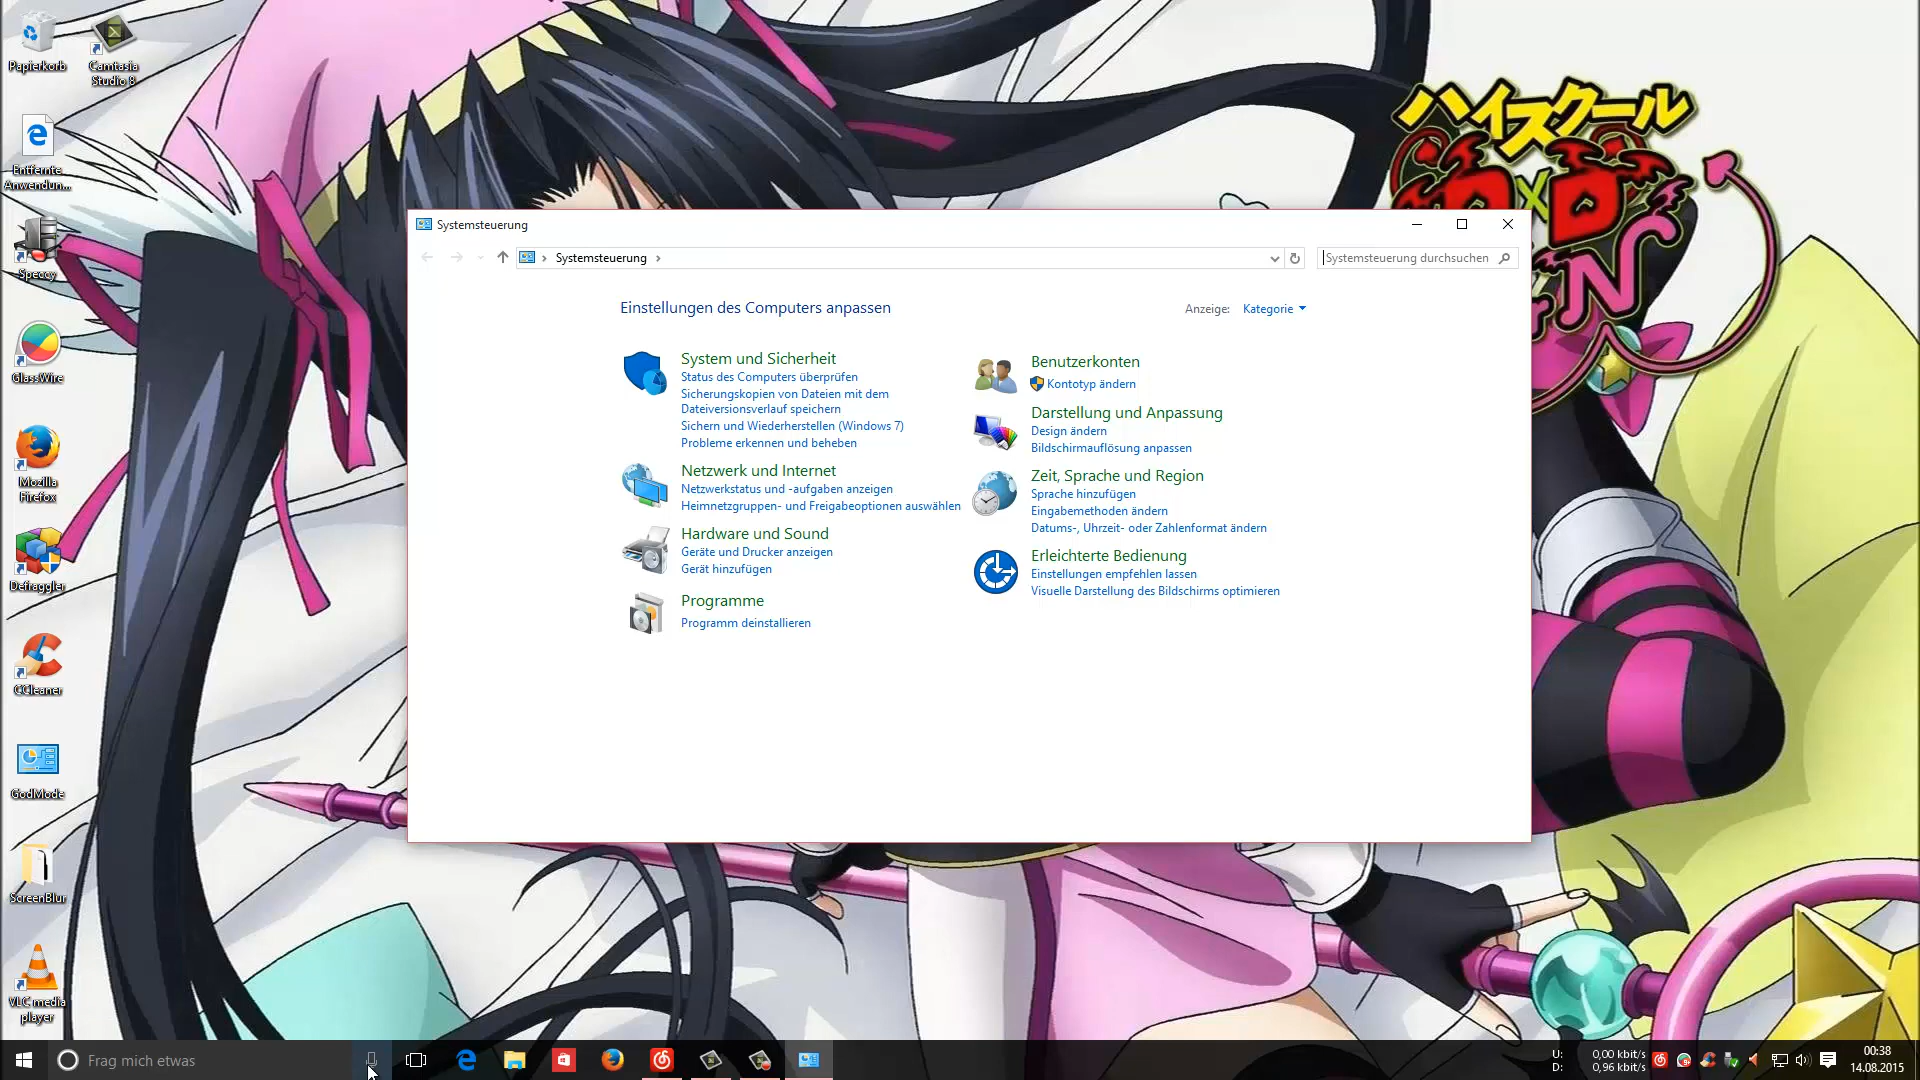 Papierkorb
Camtasia
Studio 8
Entfernte
Anwendun...
Speccy
GlassWire
Mozilla
Firefox
Defraggler
CCleaner
GodMode
ScreenBlur
VLC media
player
ハイスクール
D×D
Systemsteuerung
Systemsteuerung
Systemsteuerung durchsuchen
Einstellungen des Computers anpassen
Anzeige: Kategorie
System und Sicherheit
Status des Computers überprüfen
Sicherungskopien von Dateien mit dem
Dateiversionsverlauf speichern
Sichern und Wiederherstellen (Windows 7)
Probleme erkennen und beheben
Netzwerk und Internet
Netzwerkstatus und -aufgaben anzeigen
Heimnetzgruppen- und Freigabeoptionen auswählen
Hardware und Sound
Geräte und Drucker anzeigen
Gerät hinzufügen
Programme
Programm deinstallieren
Benutzerkonten
Kontotyp ändern
Darstellung und Anpassung
Design ändern
Bildschirmauflösung anpassen
Zeit, Sprache und Region
Sprache hinzufügen
Eingabemethoden ändern
Datums-, Uhrzeit- oder Zahlenformat ändern
Erleichterte Bedienung
Einstellungen empfehlen lassen
Visuelle Darstellung des Bildschirms optimieren
Frag mich etwas
U: 0,00 kbit/s
D: 0,96 kbit/s
00:38
14.08.2015